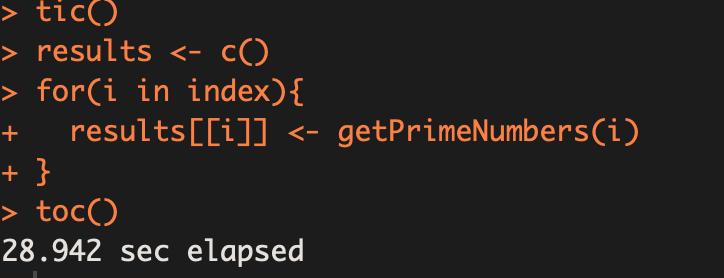 > tic()
> results <- c()
> for(i in index){
+   results[[i]] <- getPrimeNumbers(i)
+ }
> toc()
28.942 sec elapsed